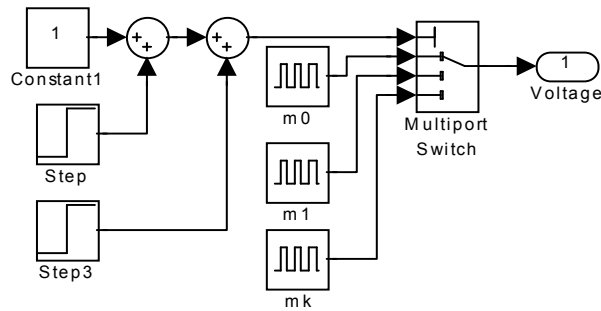 1
Constant1
Step
Step3
m0
m1
mk
Multiport
Switch
1
Voltage